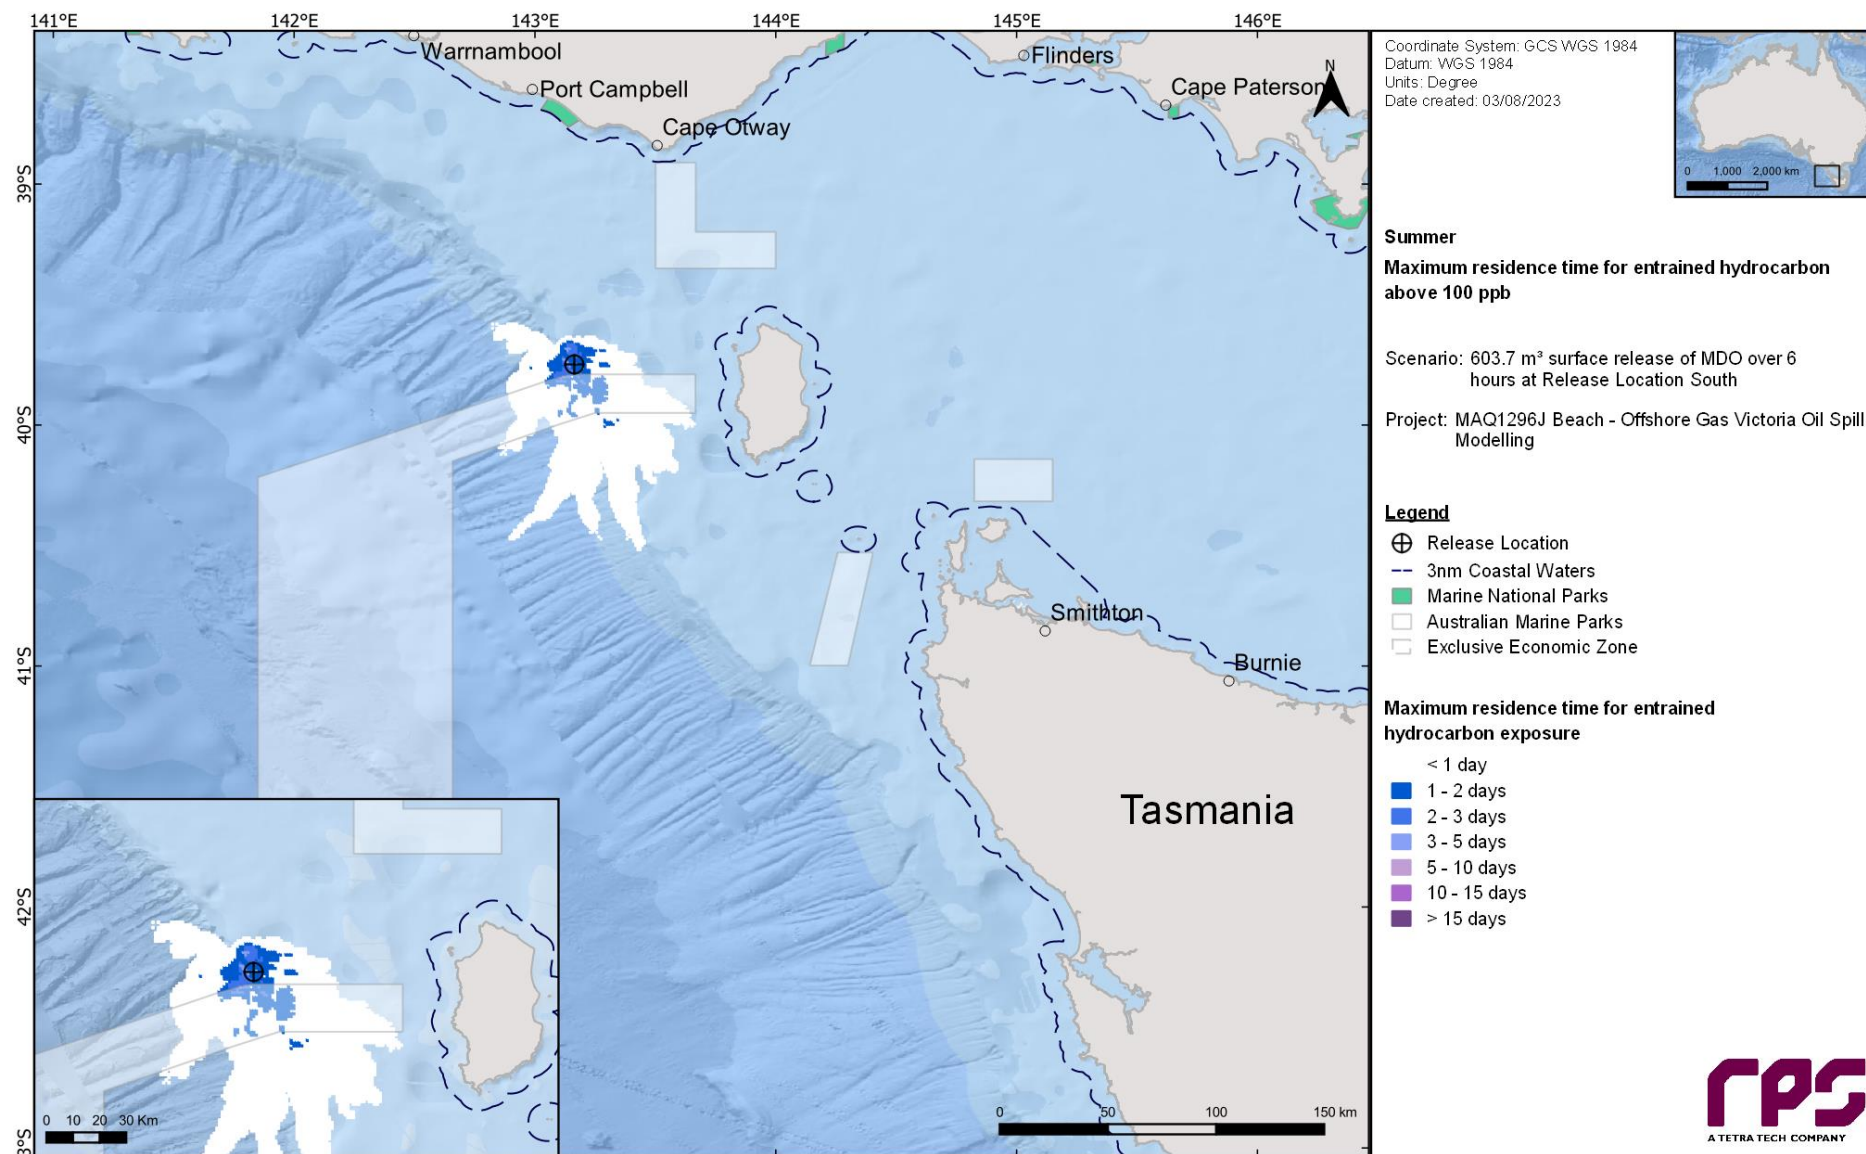 141°E
142°E
143°E
144°E
145°E
146°E
39°S
40°S
41°S
42°S
Warrnambool
Port Campbell
Cape Otway
Flinders
Cape Paterson
N
Smithton
Burnie
Tasmania
0 10 20 30 Km
0 50 100 150 km
Coordinate System: GCS WGS 1984
Datum: WGS 1984
Units: Degree
Date created: 03/08/2023
0 1,000 2,000 km
Summer
Maximum residence time for entrained hydrocarbon
above 100 ppb
Scenario: 603.7 m³ surface release of MDO over 6
hours at Release Location South
Project: MAQ1296J Beach - Offshore Gas Victoria Oil Spill
Modelling
Legend
Release Location
3nm Coastal Waters
Marine National Parks
Australian Marine Parks
Exclusive Economic Zone
Maximum residence time for entrained
hydrocarbon exposure
< 1 day
1 - 2 days
2 - 3 days
3 - 5 days
5 - 10 days
10 - 15 days
> 15 days
rps
A TETRA TECH COMPANY